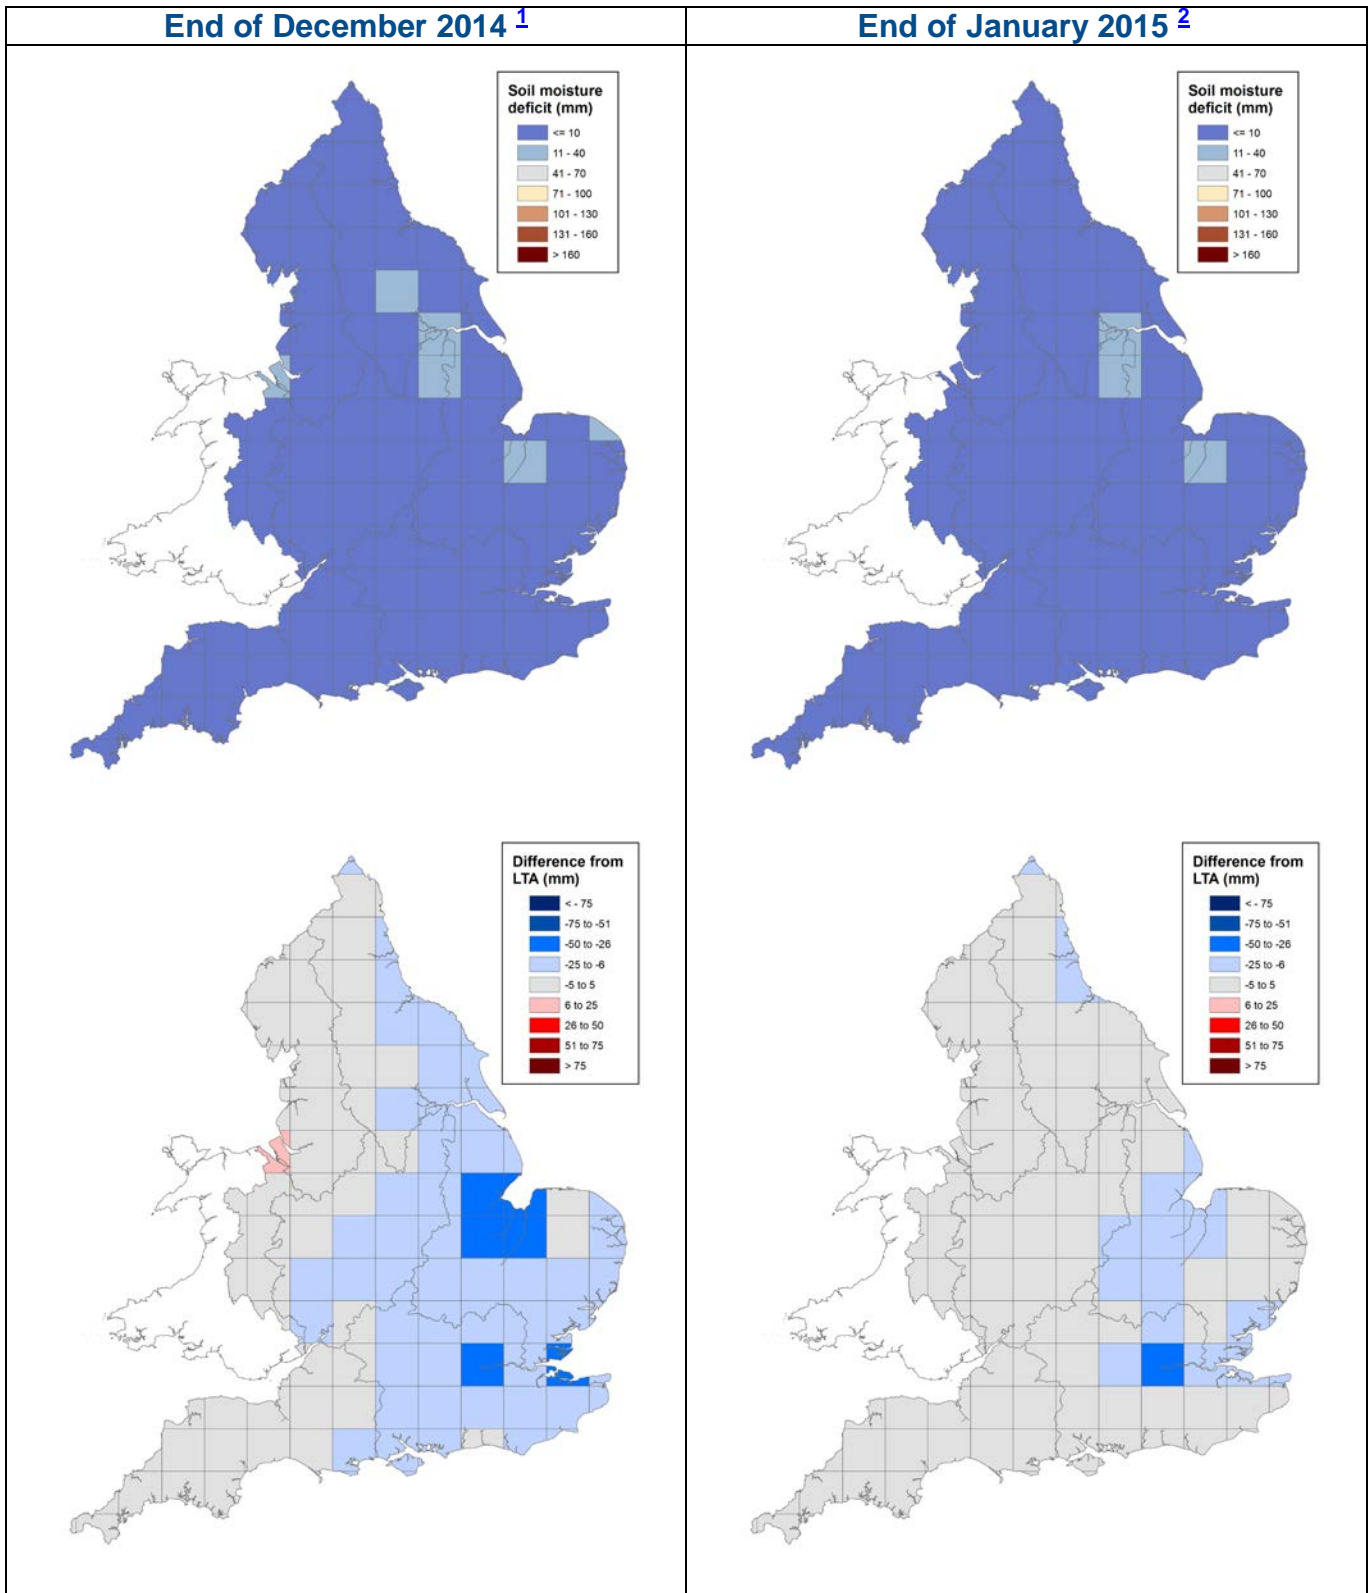 End of December 2014 1
End of January 2015 2
Soil moisture
deficit (mm)
<= 10
11 - 40
41 - 70
71 - 100
101 - 130
131 - 160
> 160
Soil moisture
deficit (mm)
<= 10
11 - 40
41 - 70
71 - 100
101 - 130
131 - 160
> 160
Difference from
LTA (mm)
< - 75
-75 to -51
-50 to -26
-25 to -6
-5 to 5
6 to 25
26 to 50
51 to 75
> 75
Difference from
LTA (mm)
< - 75
-75 to -51
-50 to -26
-25 to -6
-5 to 5
6 to 25
26 to 50
51 to 75
> 75